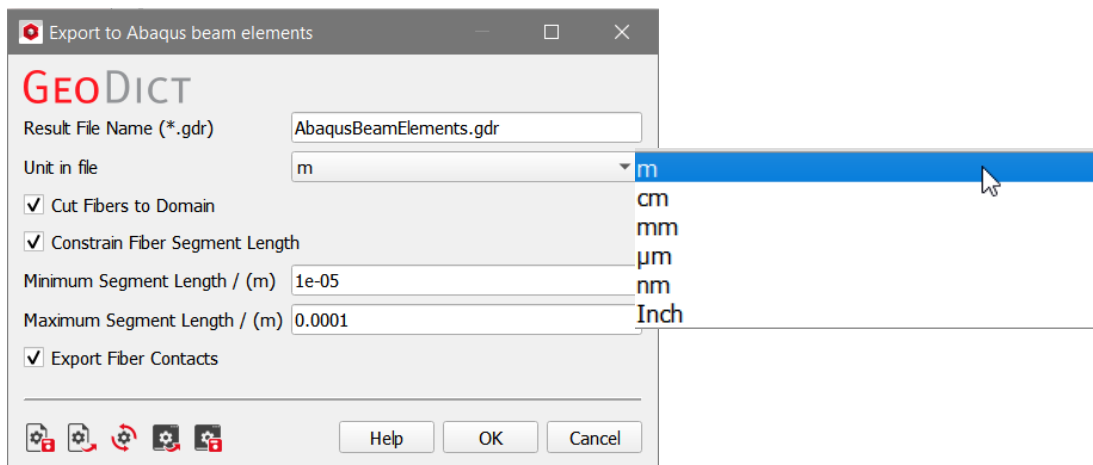 Export to Abaqus beam elements
GEODICT
Result File Name (*.gdr) AbaqusBeamElements.gdr
Unit in file m
m
cm
mm
µm
nm
Inch
Cut Fibers to Domain
Constrain Fiber Segment Length
Minimum Segment Length / (m) 1e-05
Maximum Segment Length / (m) 0.0001
Export Fiber Contacts
Help OK Cancel